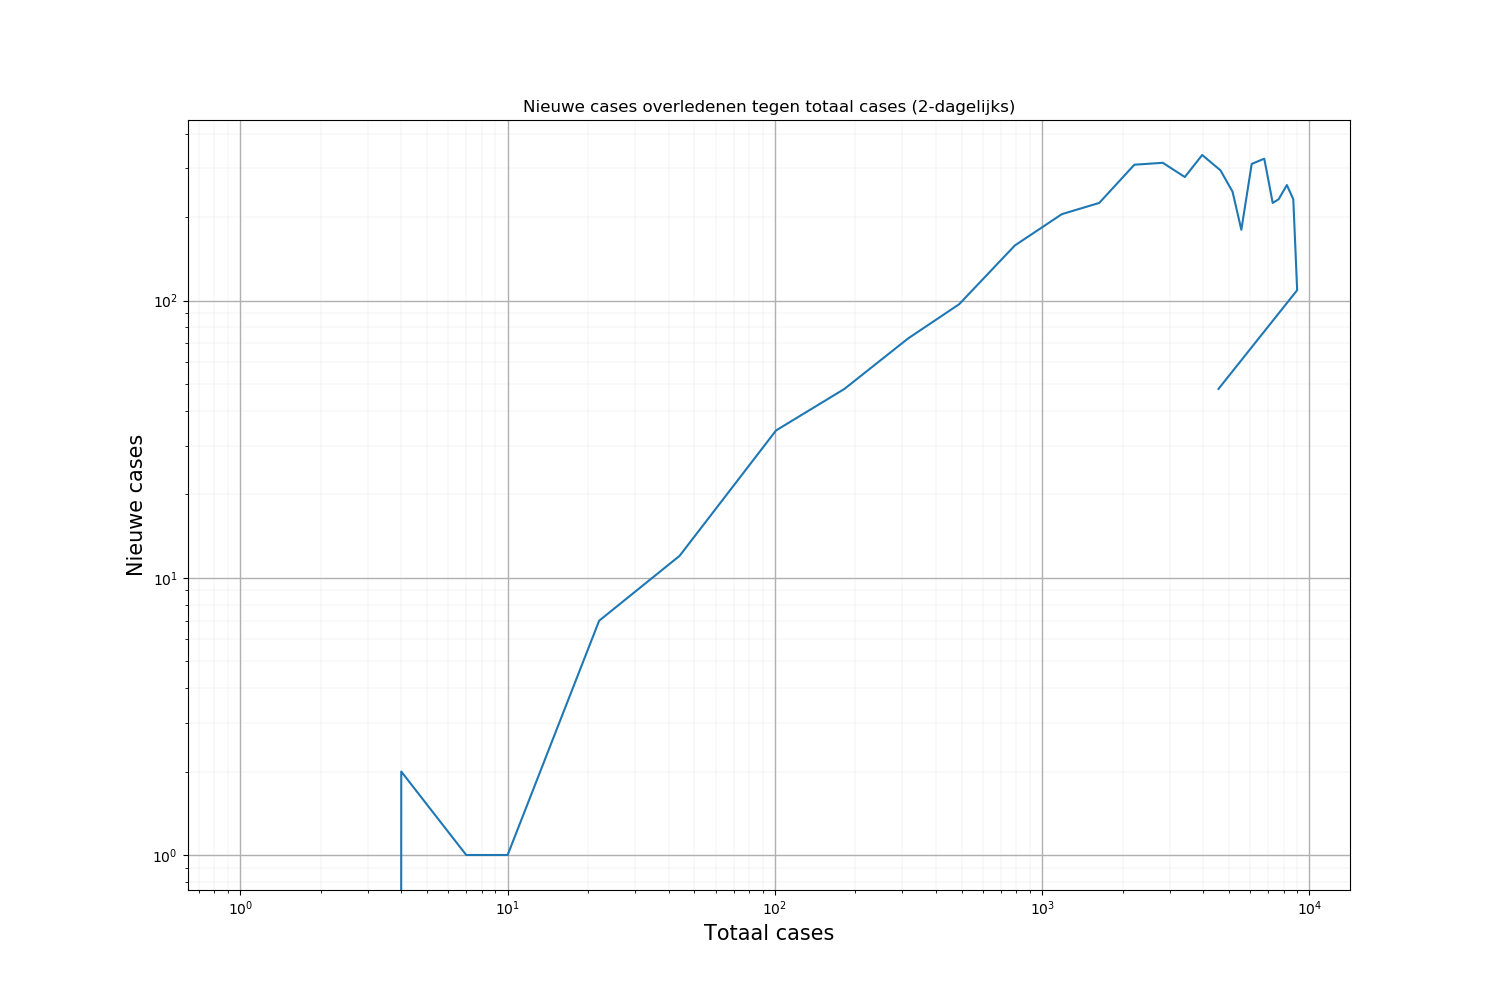 Nieuwe cases overledenen tegen totaal cases (2-dagelijks)
Nieuwe cases
10²
10¹
10⁰
10⁰ 10¹ 10² 10³ 10⁴
Totaal cases